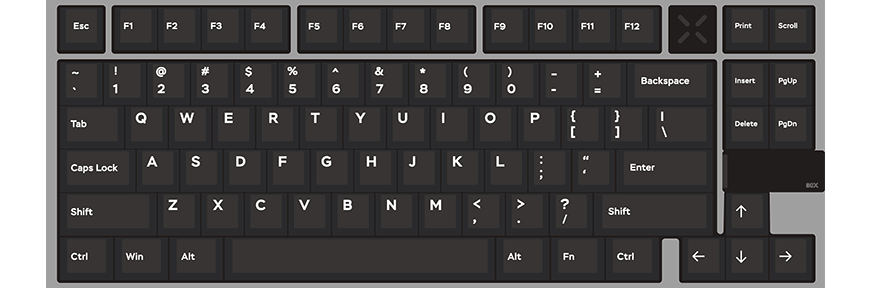 Esc F1 F2 F3 F4 F5 F6 F7 F8 F9 F10 F11 F12 Print Scroll
~ ! @ # $ % ^ & * ( ) – + Backspace Insert PgUp
` 1 2 3 4 5 6 7 8 9 0 - =
Tab Q W E R T Y U I O P { } | Delete PgDn
[ ] \
Caps Lock A S D F G H J K L : “ Enter
; ‘
80X
Shift Z X C V B N M < > ? Shift ↑
, . /
Ctrl Win Alt Alt Fn Ctrl ← ↓ →